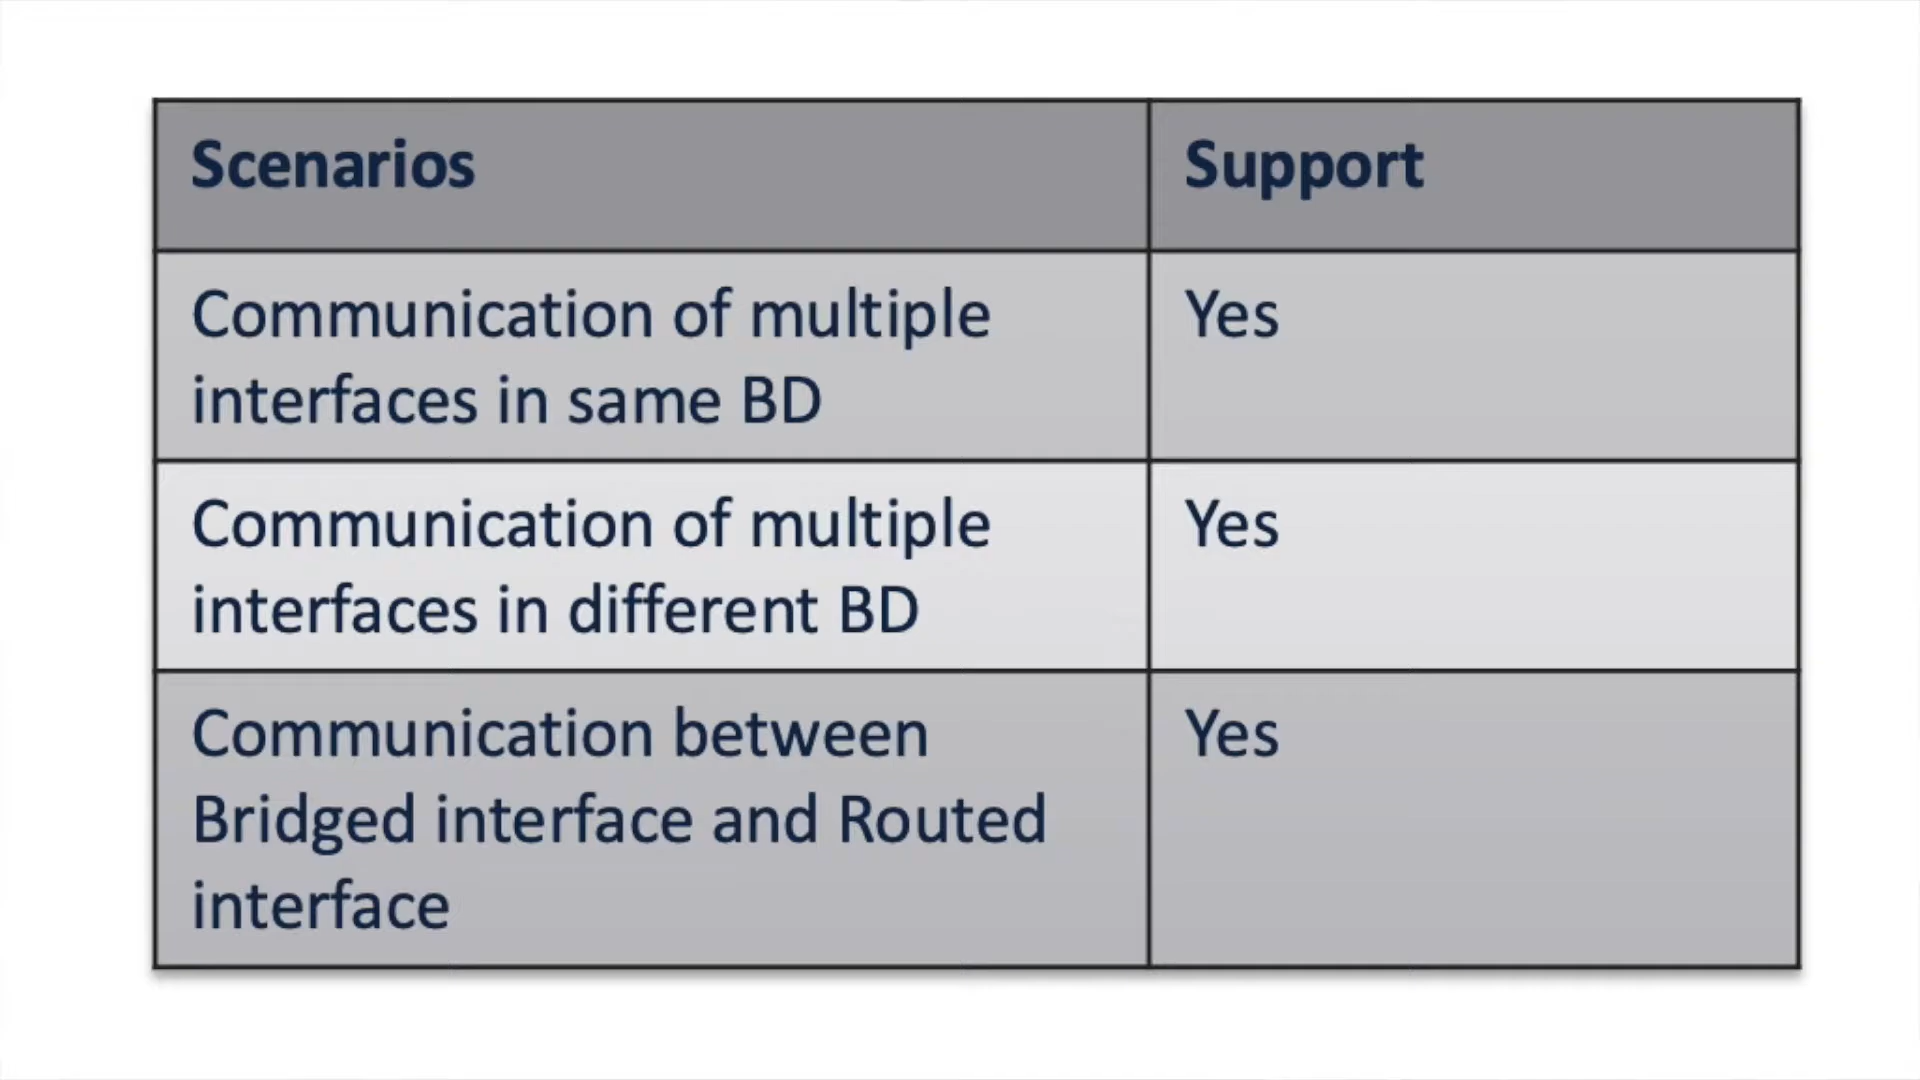 Scenarios
Support
Communication of multiple
interfaces in same BD
Yes
Communication of multiple
interfaces in different BD
Yes
Communication between
Bridged interface and Routed
interface
Yes